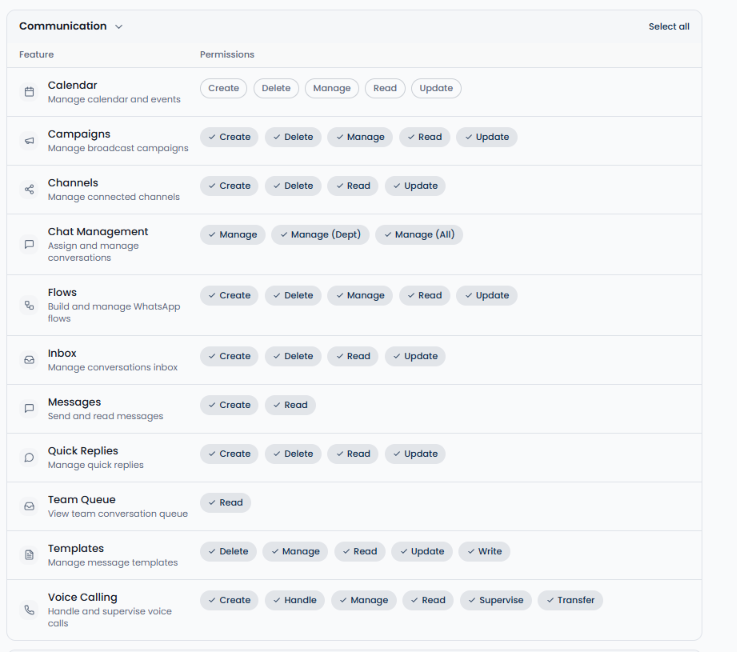 Communication Select all
Feature Permissions
Calendar
Manage calendar and events
Create Delete Manage Read Update
Campaigns
Manage broadcast campaigns
Create Delete Manage Read Update
Channels
Manage connected channels
Create Delete Read Update
Chat Management
Assign and manage
conversations
Manage Manage (Dept) Manage (All)
Flows
Build and manage WhatsApp
flows
Create Delete Manage Read Update
Inbox
Manage conversations inbox
Create Delete Read Update
Messages
Send and read messages
Create Read
Quick Replies
Manage quick replies
Create Delete Read Update
Team Queue
View team conversation queue
Read
Templates
Manage message templates
Delete Manage Read Update Write
Voice Calling
Handle and supervise voice
calls
Create Handle Manage Read Supervise Transfer